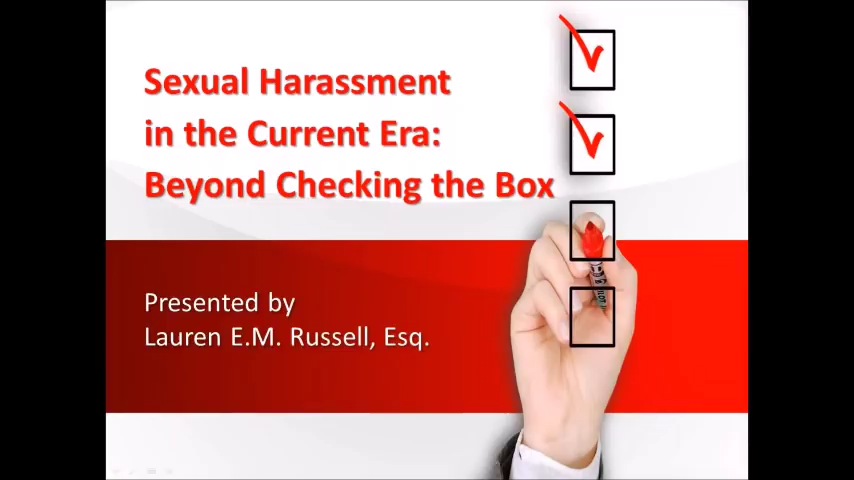 Sexual Harassment
in the Current Era:
Beyond Checking the Box
Presented by
Lauren E.M. Russell, Esq.